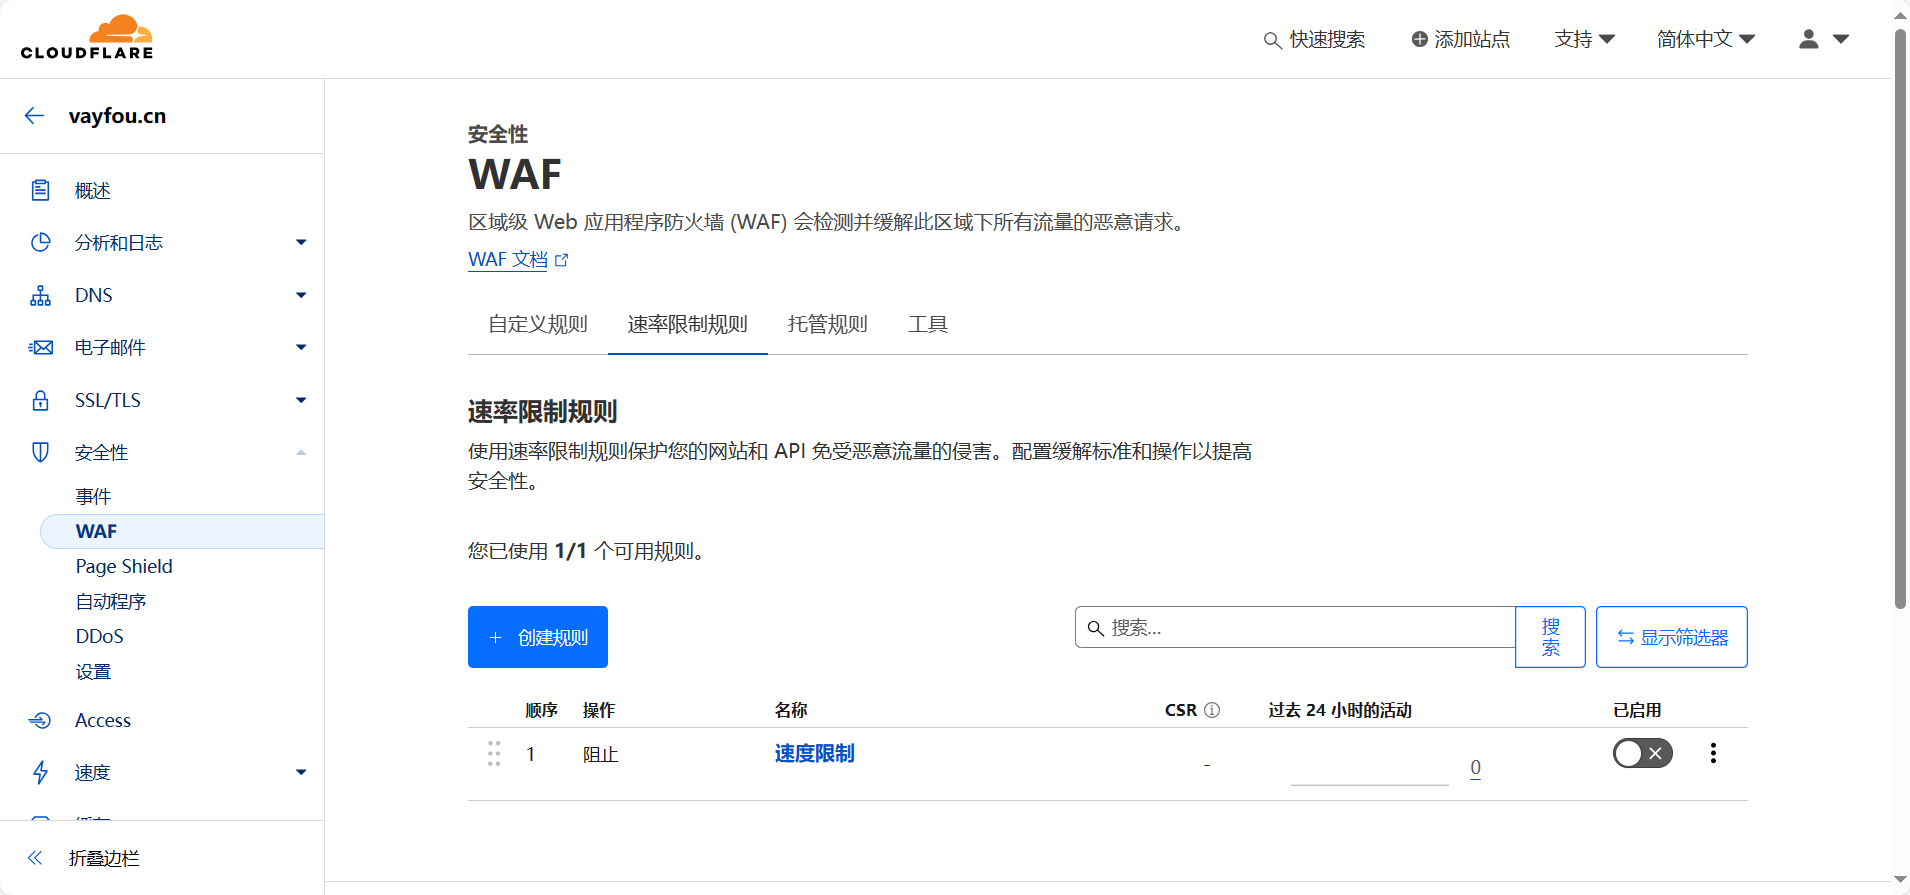 CLOUDFLARE
快速搜索
添加站点
支持
简体中文
vayfou.cn
概述
分析和日志
DNS
电子邮件
SSL/TLS
安全性
事件
WAF
Page Shield
自动程序
DDoS
设置
Access
速度
折叠边栏
安全性
WAF
区域级 Web 应用程序防火墙 (WAF) 会检测并缓解此区域下所有流量的恶意请求。
WAF 文档
自定义规则
速率限制规则
托管规则
工具
速率限制规则
使用速率限制规则保护您的网站和 API 免受恶意流量的侵害。配置缓解标准和操作以提高
安全性。
您已使用 1/1 个可用规则。
+ 创建规则
搜索...
搜
索
显示筛选器
顺序 操作 名称 CSR 过去 24 小时的活动 已启用
1 阻止 速度限制 - 0